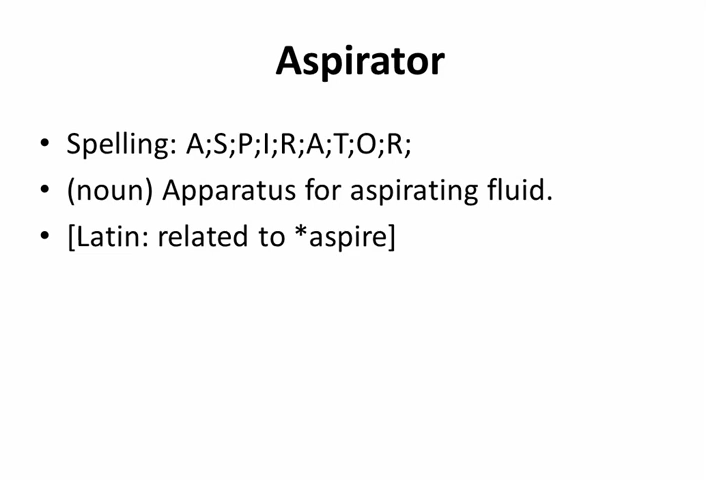 Aspirator
• Spelling: A;S;P;I;R;A;T;O;R;
• (noun) Apparatus for aspirating fluid.
• [Latin: related to *aspire]